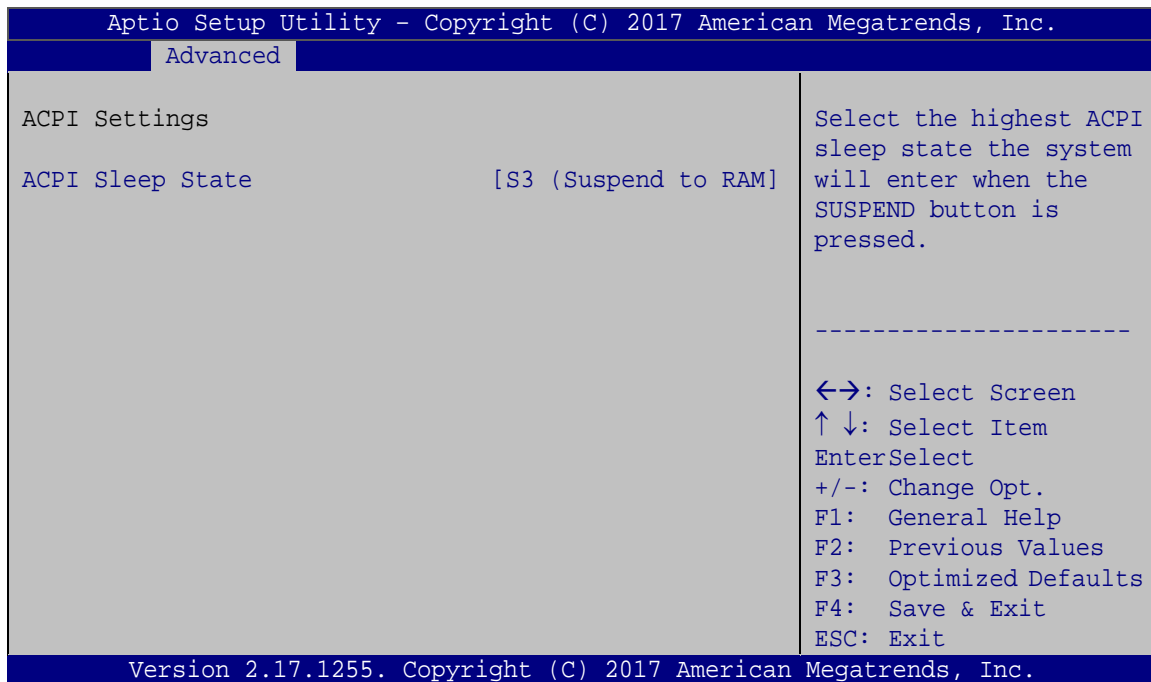 Aptio Setup Utility – Copyright (C) 2017 American Megatrends, Inc.
Advanced
ACPI Settings
ACPI Sleep State [S3 (Suspend to RAM]
Select the highest ACPI
sleep state the system
will enter when the
SUSPEND button is
pressed.
----------------------
←→: Select Screen
↑ ↓: Select Item
EnterSelect
+/-: Change Opt.
F1: General Help
F2: Previous Values
F3: Optimized Defaults
F4: Save & Exit
ESC: Exit
Version 2.17.1255. Copyright (C) 2017 American Megatrends, Inc.